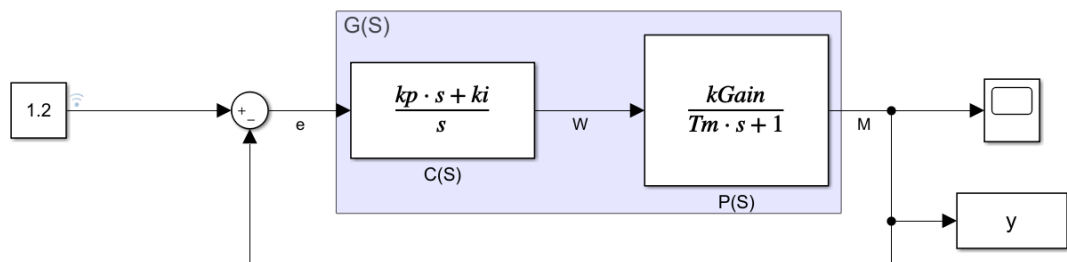 G(S)
1.2
+
−
e
kp · s + ki
s
C(S)
W
kGain
Tm · s + 1
P(S)
M
y